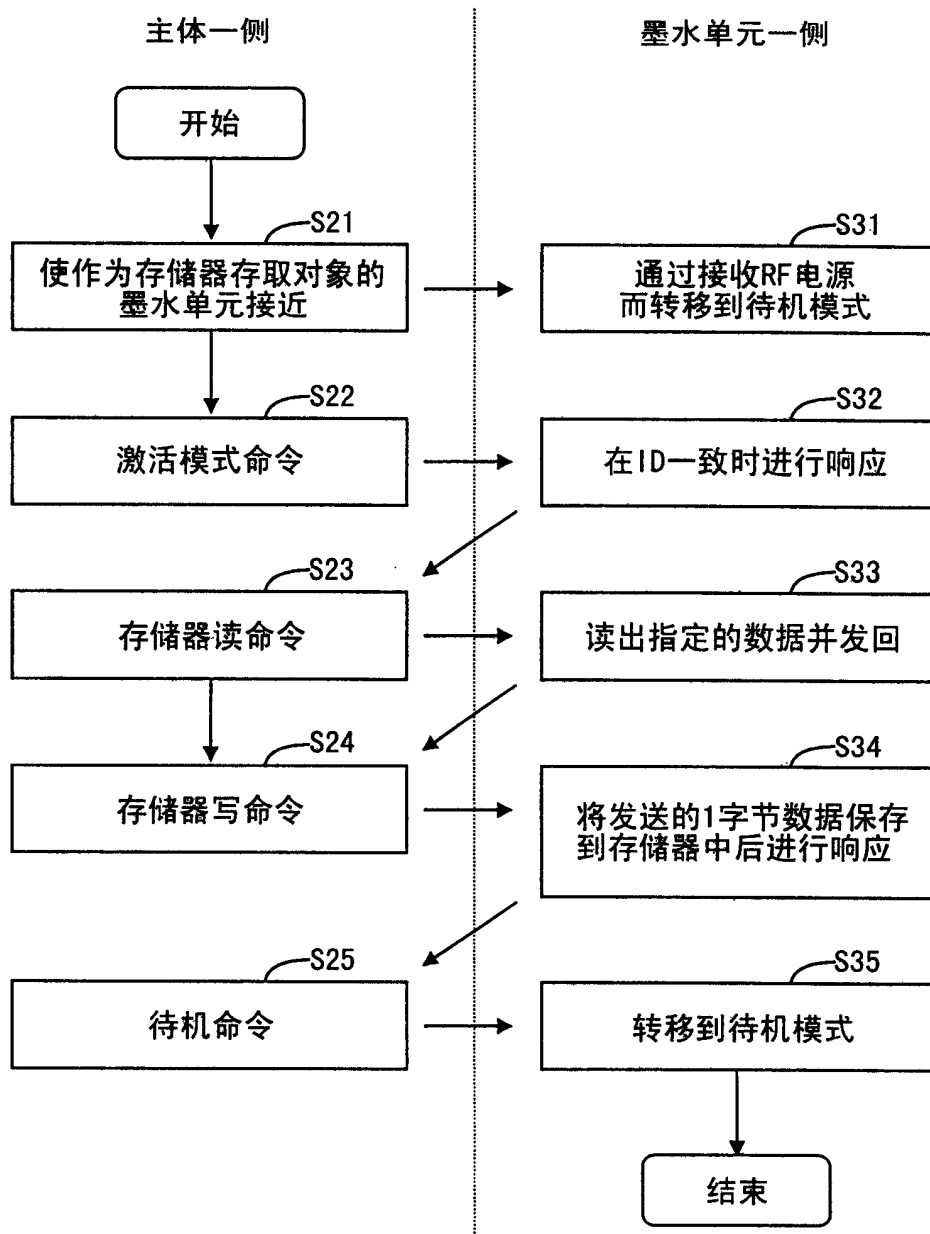 主体一侧
墨水单元一侧
开始
S21
使作为存储器存取对象的
墨水单元接近
S31
通过接收RF电源
而转移到待机模式
S22
激活模式命令
S32
在ID一致时进行响应
S23
存储器读命令
S33
读出指定的数据并发回
S24
存储器写命令
S34
将发送的1字节数据保存
到存储器中后进行响应
S25
待机命令
S35
转移到待机模式
结束